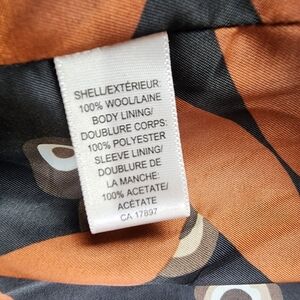 SHELL/EXTÉRIEUR:
100% WOOL/LAINE
BODY LINING/
DOUBLURE CORPS:
100% POLYESTER
SLEEVE LINING/
DOUBLURE DE
LA MANCHE:
100% ACETATE/
ACÉTATE
CA 17897